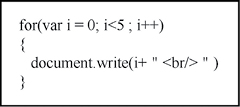 for(var i = 0; i<5 ; i++)
{
document.write(i+ " <br/> " )
}